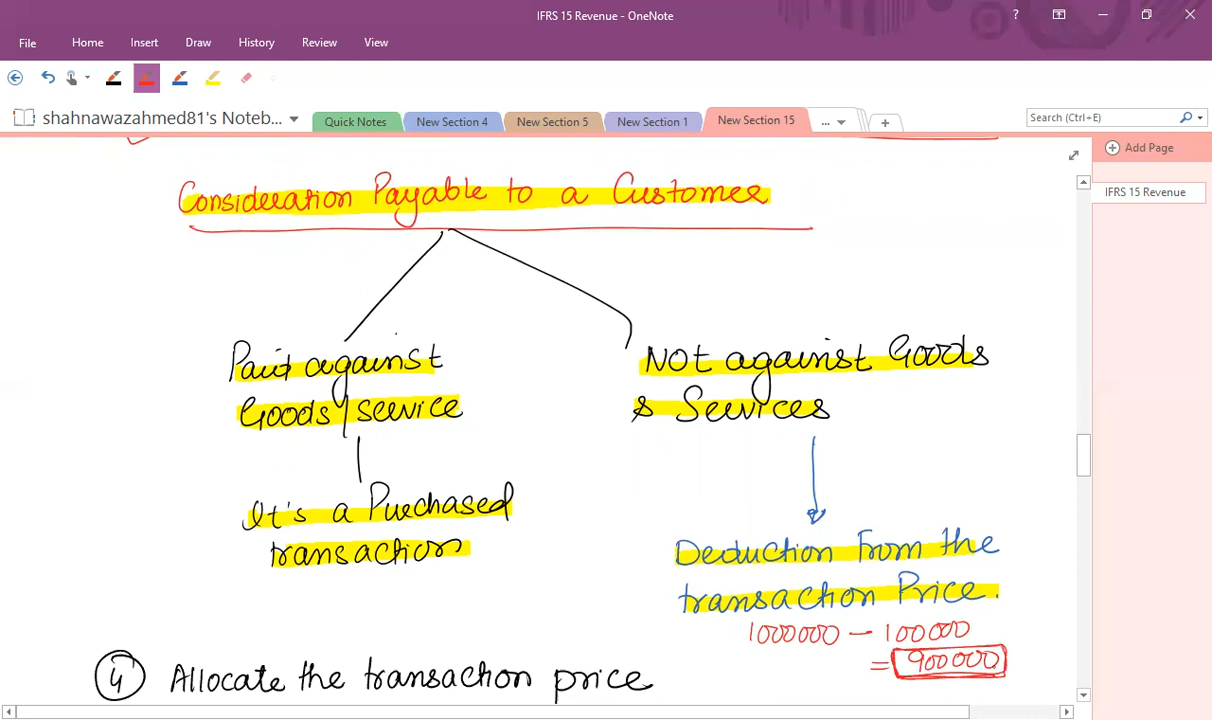 IFRS 15 Revenue - OneNote
?
File Home Insert Draw History Review View
shahnawazahmed81's Noteb... Quick Notes New Section 4 New Section 5 New Section 1 New Section 15 ... + Search (Ctrl+E)
Add Page
IFRS 15 Revenue
Consideration Payable to a Customer
Paid against
Goods/service
It's a Purchased
transaction
NOT against Goods
& Services
Deduction From the
transaction Price.
1000000 - 100000
= 900000
4 Allocate the transaction price